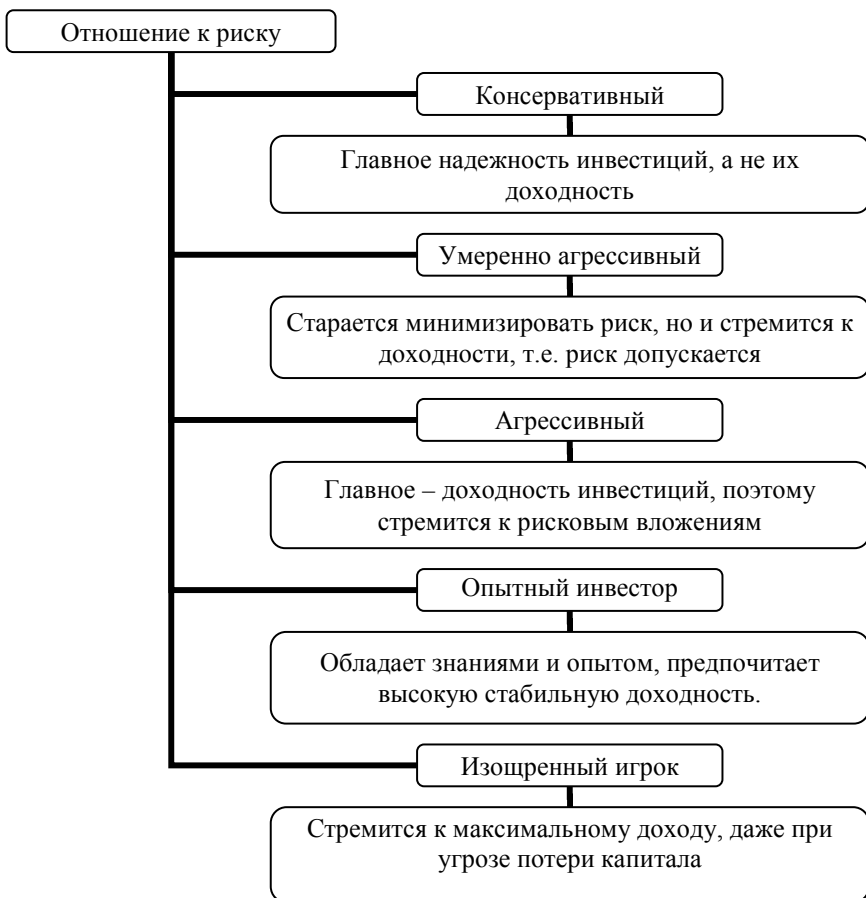 Отношение к риску
Консервативный
Главное надежность инвестиций, а не их
доходность
Умеренно агрессивный
Старается минимизировать риск, но и стремится к
доходности, т.е. риск допускается
Агрессивный
Главное – доходность инвестиций, поэтому
стремится к рисковым вложениям
Опытный инвестор
Обладает знаниями и опытом, предпочитает
высокую стабильную доходность.
Изощренный игрок
Стремится к максимальному доходу, даже при
угрозе потери капитала